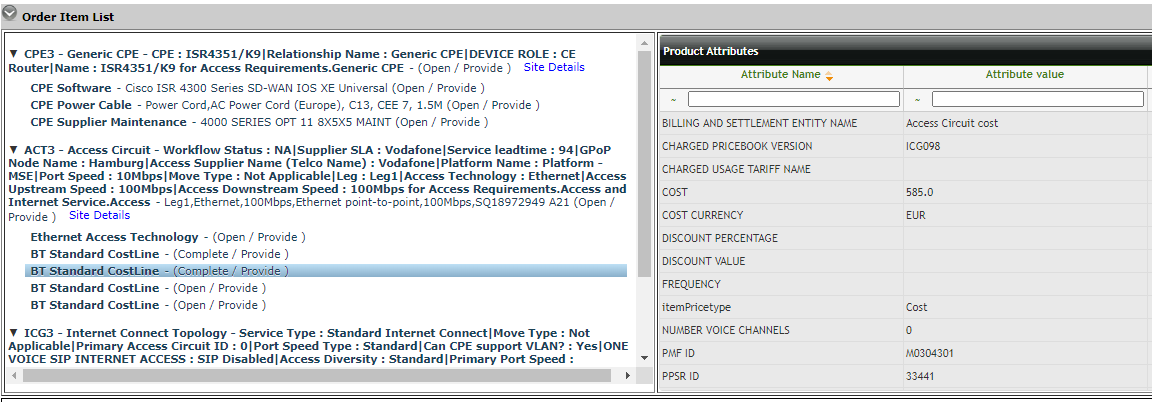 Order Item List
▼ CPE3 - Generic CPE - CPE : ISR4351/K9|Relationship Name : Generic CPE|DEVICE ROLE : CE
Router|Name : ISR4351/K9 for Access Requirements.Generic CPE - (Open / Provide ) Site Details
CPE Software - Cisco ISR 4300 Series SD-WAN IOS XE Universal (Open / Provide )
CPE Power Cable - Power Cord,AC Power Cord (Europe), C13, CEE 7, 1.5M (Open / Provide )
CPE Supplier Maintenance - 4000 SERIES OPT 11 8X5X5 MAINT (Open / Provide )
▼ ACT3 - Access Circuit - Workflow Status : NA|Supplier SLA : Vodafone|Service leadtime : 94|GPoP
Node Name : Hamburg|Access Supplier Name (Telco Name) : Vodafone|Platform Name : Platform -
MSE|Port Speed : 10Mbps|Move Type : Not Applicable|Leg : Leg1|Access Technology : Ethernet|Access
Upstream Speed : 100Mbps|Access Downstream Speed : 100Mbps for Access Requirements.Access and
Internet Service.Access - Leg1,Ethernet,100Mbps,Ethernet point-to-point,100Mbps,SQ18972949 A21 (Open /
Provide ) Site Details
Ethernet Access Technology - (Open / Provide )
BT Standard CostLine - (Complete / Provide )
BT Standard CostLine - (Complete / Provide )
BT Standard CostLine - (Open / Provide )
BT Standard CostLine - (Open / Provide )
▼ ICG3 - Internet Connect Topology - Service Type : Standard Internet Connect|Move Type : Not
Applicable|Primary Access Circuit ID : 0|Port Speed Type : Standard|Can CPE support VLAN? : Yes|ONE
VOICE SIP INTERNET ACCESS : SIP Disabled|Access Diversity : Standard|Primary Port Speed :
Product Attributes
Attribute Name Attribute value
~ ~
BILLING AND SETTLEMENT ENTITY NAME Access Circuit cost
CHARGED PRICEBOOK VERSION ICG098
CHARGED USAGE TARIFF NAME
COST 585.0
COST CURRENCY EUR
DISCOUNT PERCENTAGE
DISCOUNT VALUE
FREQUENCY
itemPricetype Cost
NUMBER VOICE CHANNELS 0
PMF ID M0304301
PPSR ID 33441